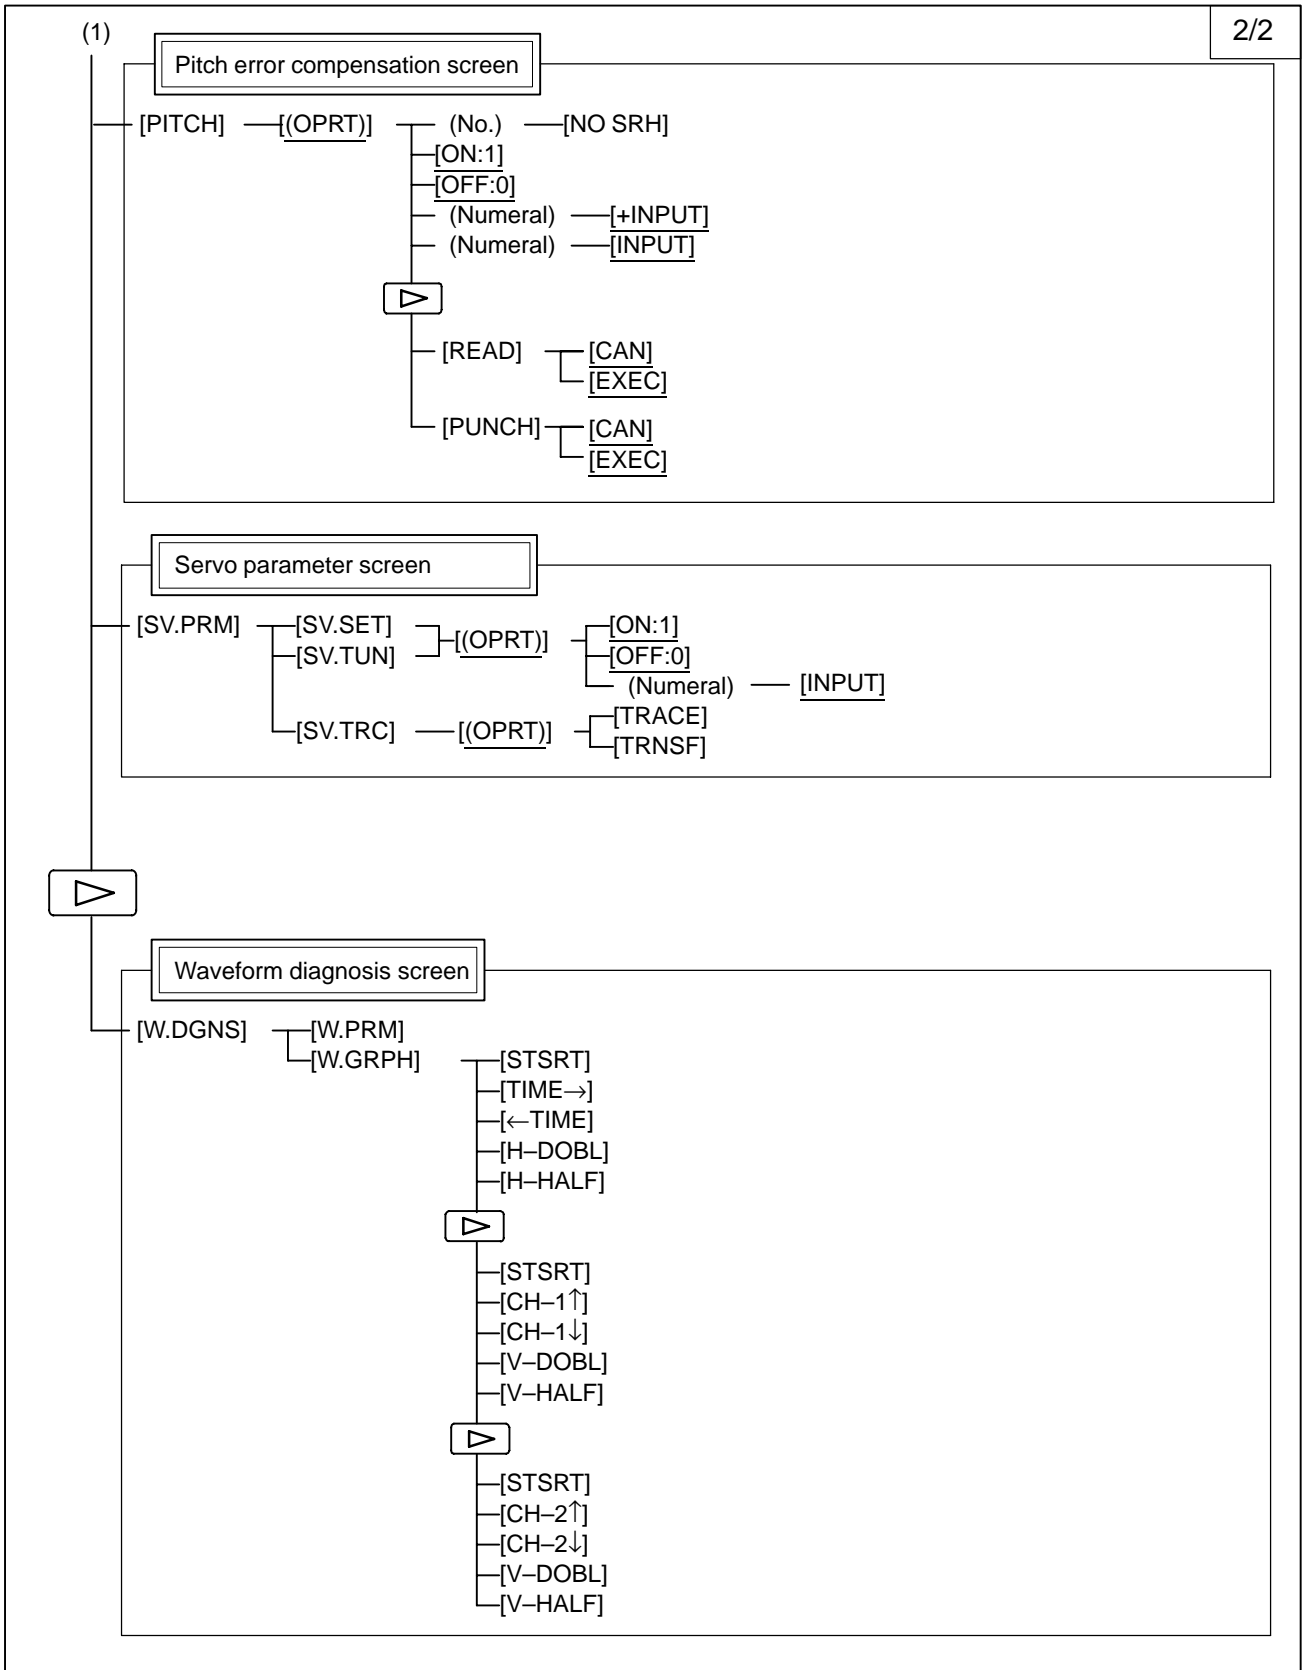 (1)
2/2
Pitch error compensation screen
[PITCH] [(OPRT)] (No.) [NO SRH]
[ON:1]
[OFF:0]
(Numeral) [+INPUT]
(Numeral) [INPUT]
[READ] [CAN]
[EXEC]
[PUNCH] [CAN]
[EXEC]
Servo parameter screen
[SV.PRM] [SV.SET] [(OPRT)] [ON:1]
[SV.TUN] [OFF:0]
(Numeral) [INPUT]
[SV.TRC] [(OPRT)] [TRACE]
[TRNSF]
Waveform diagnosis screen
[W.DGNS] [W.PRM]
[W.GRPH] [STSRT]
[TIME→]
[←TIME]
[H–DOBL]
[H–HALF]
[STSRT]
[CH–1↑]
[CH–1↓]
[V–DOBL]
[V–HALF]
[STSRT]
[CH–2↑]
[CH–2↓]
[V–DOBL]
[V–HALF]